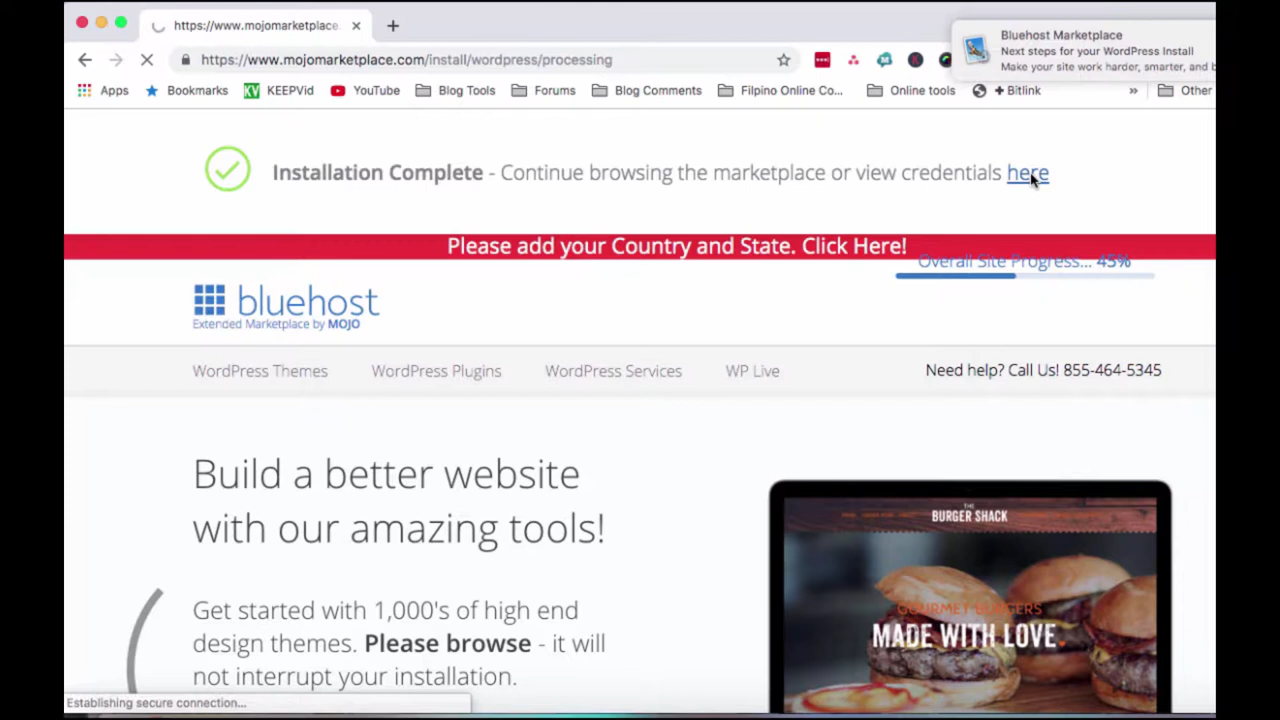 https://www.mojomarketplace.
Bluehost Marketplace
Next steps for your WordPress Install
Make your site work harder, smarter, and b
https://www.mojomarketplace.com/install/wordpress/processing
Apps Bookmarks KEEPVid YouTube Blog Tools Forums Blog Comments Filpino Online Co... Online tools + Bitlink » Other
Installation Complete - Continue browsing the marketplace or view credentials here
Please add your Country and State. Click Here!
Overall Site Progress... 45%
bluehost
Extended Marketplace by MOJO
WordPress Themes WordPress Plugins WordPress Services WP Live Need help? Call Us! 855-464-5345
Build a better website
with our amazing tools!
THE
BURGER SHACK
Get started with 1,000's of high end
design themes. Please browse - it will
not interrupt your installation.
GOURMET BURGERS
MADE WITH LOVE.
Establishing secure connection...